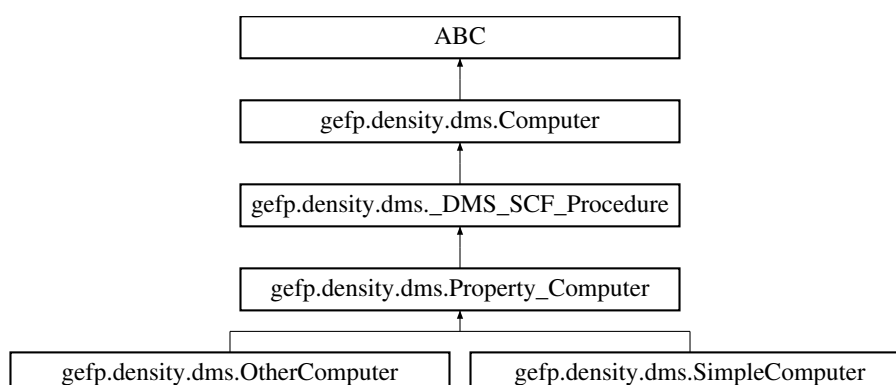 ABC
gefp.density.dms.Computer
gefp.density.dms._DMS_SCF_Procedure
gefp.density.dms.Property_Computer
gefp.density.dms.OtherComputer
gefp.density.dms.SimpleComputer